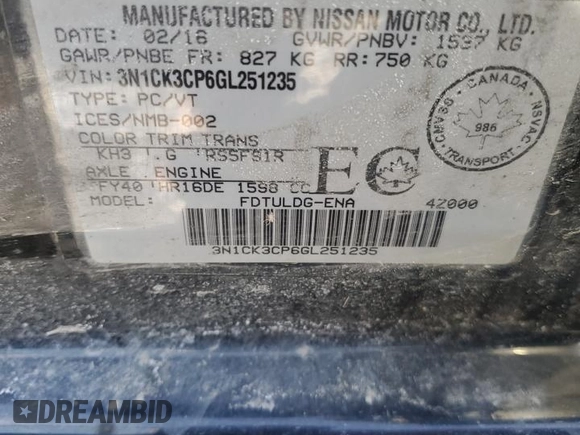 MANUFACTURED BY NISSAN MOTOR CO., LTD.
DATE: 02/16 GVWR/PNBV: 1597 KG
GAWR/PNBE FR: 827 KG RR: 750 KG
VIN: 3N1CK3CP6GL251235
TYPE: PC/VT
ICES/NMB-002
COLOR TRIM TRANS
KH3 .G 'RS5F91R
AXLE .ENGINE
FY40 'HR16DE 1598 CC
EC
MODEL: FDTULDG-ENA 4Z000
3N1CK3CP6GL251235
CANADA
CMVSS NSVAC
986
TRANSPORT
DREAMBID